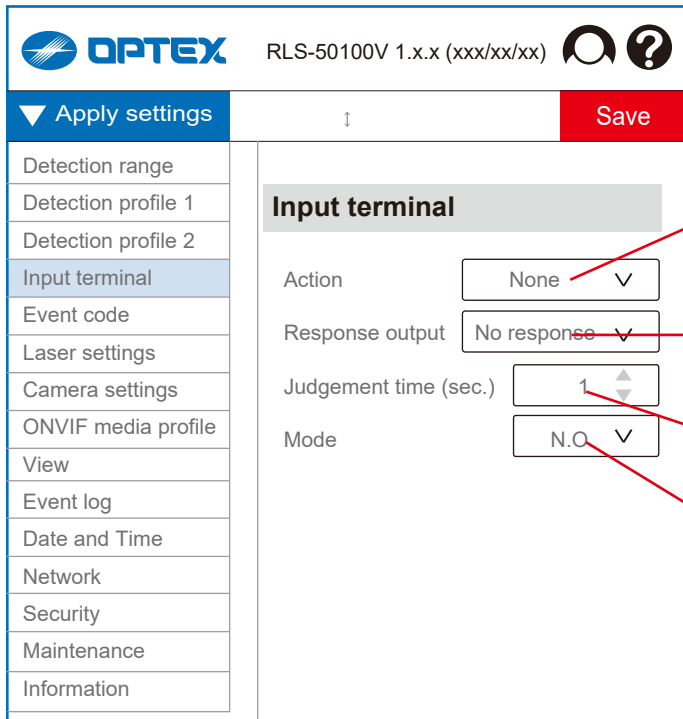 OPTEX RLS-50100V 1.x.x (xxx/xx/xx) ?
Apply settings Save
Detection range
Detection profile 1
Detection profile 2
Input terminal
Event code
Laser settings
Camera settings
ONVIF media profile
View
Event log
Date and Time
Network
Security
Maintenance
Information
Input terminal
Action None
Response output No response
Judgement time (sec.) 1
Mode N.O